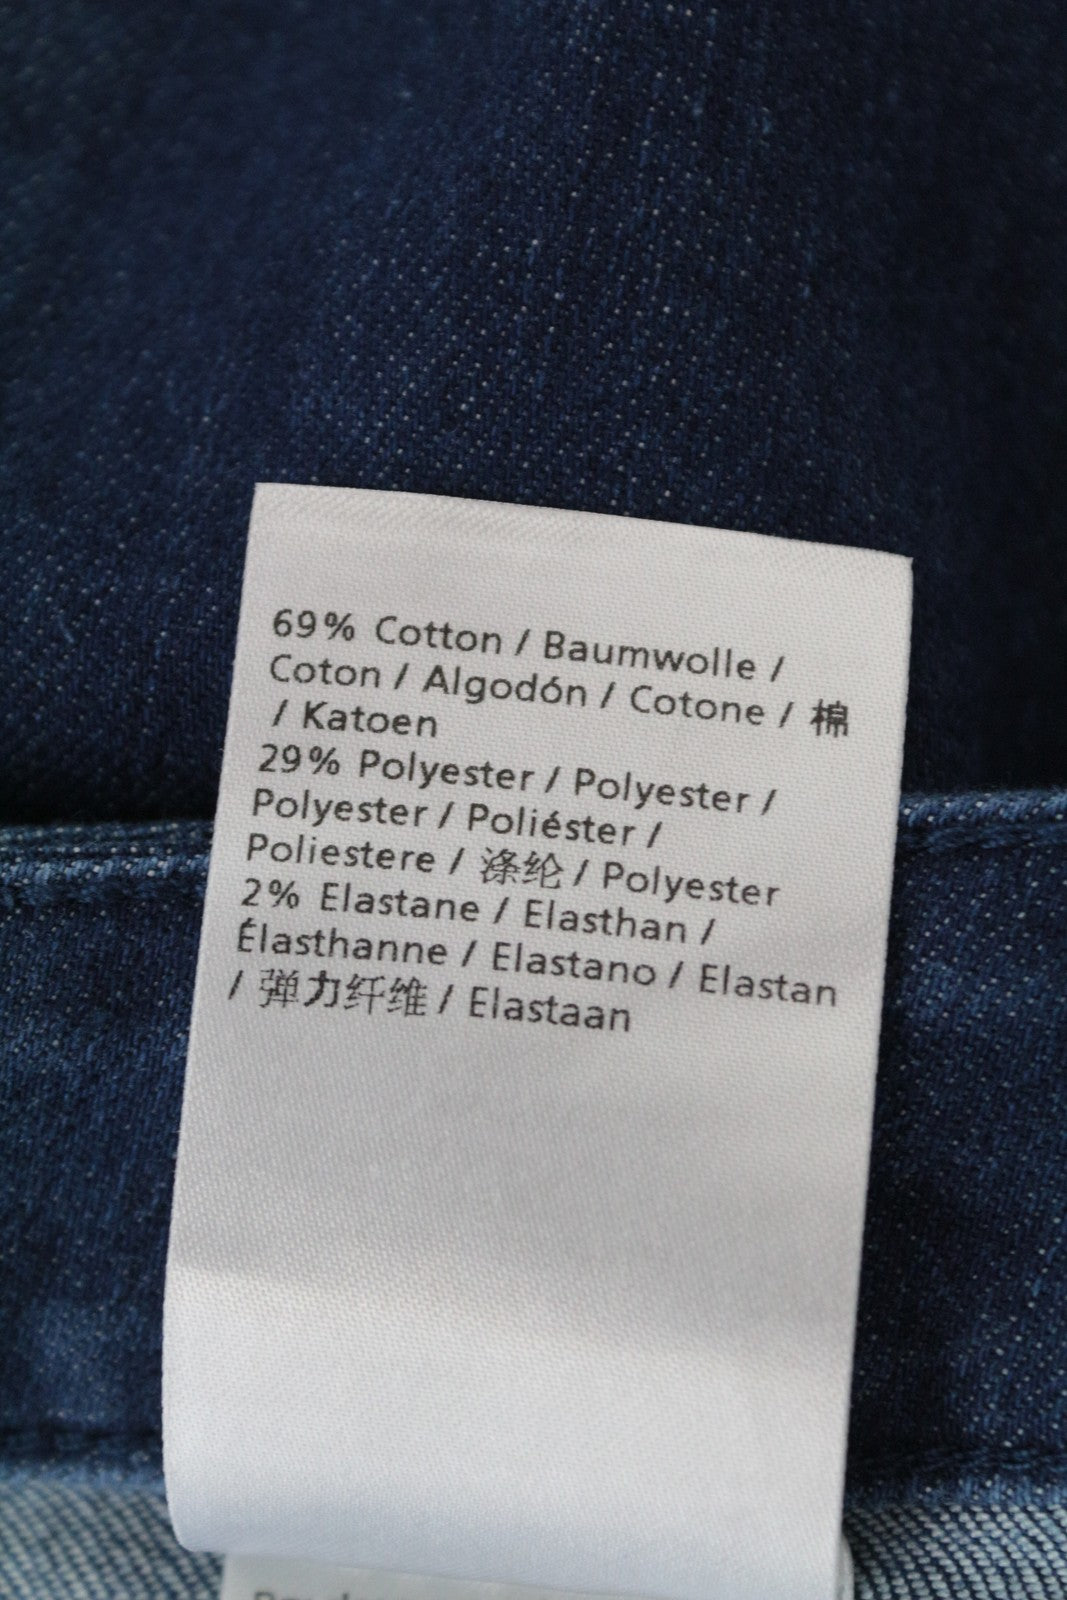 69% Cotton / Baumwolle /
Coton / Algodón / Cotone / 棉
/ Katoen
29% Polyester / Polyester /
Polyester / Poliéster /
Poliestere / 涤纶 / Polyester
2% Elastane / Elasthan /
Élasthanne / Elastano / Elastan
/ 弹力纤维 / Elastaan